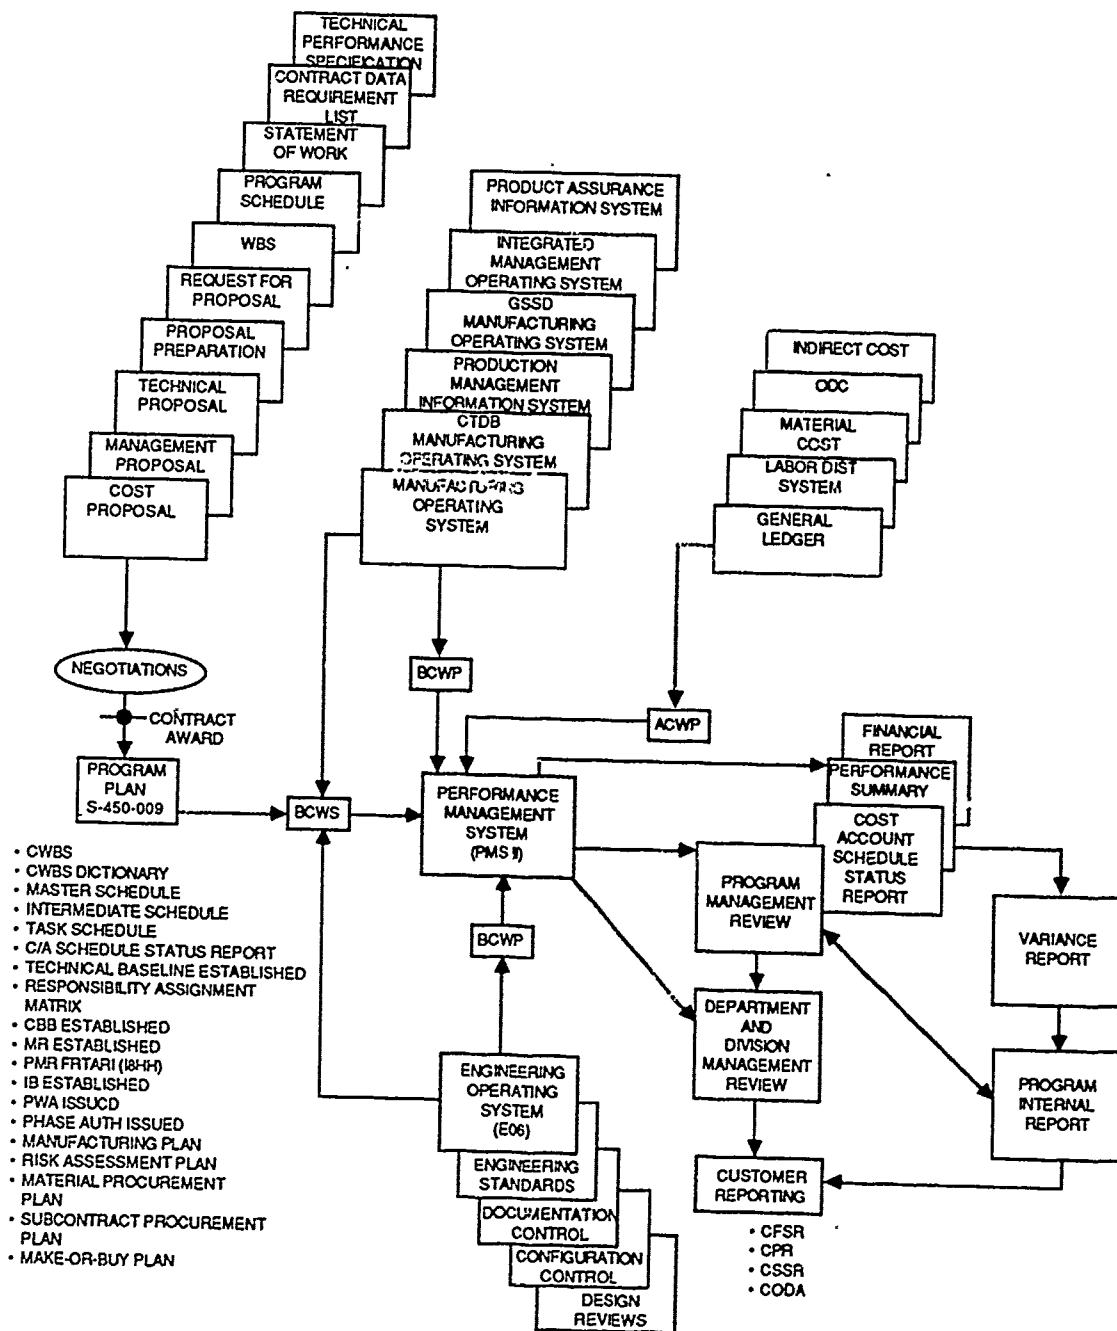 TECHNICAL
PERFORMANCE
SPECIFICATION
CONTRACT DATA
REQUIREMENT
LIST
STATEMENT
OF WORK
PROGRAM
SCHEDULE
WBS
REQUEST FOR
PROPOSAL
PROPOSAL
PREPARATION
TECHNICAL
PROPOSAL
MANAGEMENT
PROPOSAL
COST
PROPOSAL
NEGOTIATIONS
CONTRACT
AWARD
PROGRAM
PLAN
S-450-009
• CWBS
• CWBS DICTIONARY
• MASTER SCHEDULE
• INTERMEDIATE SCHEDULE
• TASK SCHEDULE
• C/A SCHEDULE STATUS REPORT
• TECHNICAL BASELINE ESTABLISHED
• RESPONSIBILITY ASSIGNMENT
MATRIX
• CBB ESTABLISHED
• MR ESTABLISHED
• PMR
• IB ESTABLISHED
• PWA ISSUCD
• PHASE AUTH ISSUED
• MANUFACTURING PLAN
• RISK ASSESSMENT PLAN
• MATERIAL PROCUREMENT
PLAN
• SUBCONTRACT PROCUREMENT
PLAN
• MAKE-OR-BUY PLAN
PRODUCT ASSURANCE
INFORMATION SYSTEM
INTEGRATED
MANAGEMENT
OPERATING SYSTEM
GSSD
MANUFACTURING
OPERATING SYSTEM
PRODUCTION
MANAGEMENT
INFORMATION SYSTEM
CTDB
MANUFACTURING
OPERATING SYSTEM
MANUFACTURING
OPERATING
SYSTEM
BCWP
INDIRECT COST
ODC
MATERIAL
COST
LABOR DIST
SYSTEM
GENERAL
LEDGER
ACWP
BCWS
PERFORMANCE
MANAGEMENT
SYSTEM
(PMS II)
BCWP
ENGINEERING
OPERATING
SYSTEM
(E06)
ENGINEERING
STANDARDS
DOCUMENTATION
CONTROL
CONFIGURATION
CONTROL
DESIGN
REVIEWS
FINANCIAL
REPORT
PERFORMANCE
SUMMARY
COST
ACCOUNT
SCHEDULE
STATUS
REPORT
PROGRAM
MANAGEMENT
REVIEW
DEPARTMENT
AND
DIVISION
MANAGEMENT
REVIEW
VARIANCE
REPORT
PROGRAM
INTERNAL
REPORT
CUSTOMER
REPORTING
• CFSR
• CPR
• CSSR
• CODA